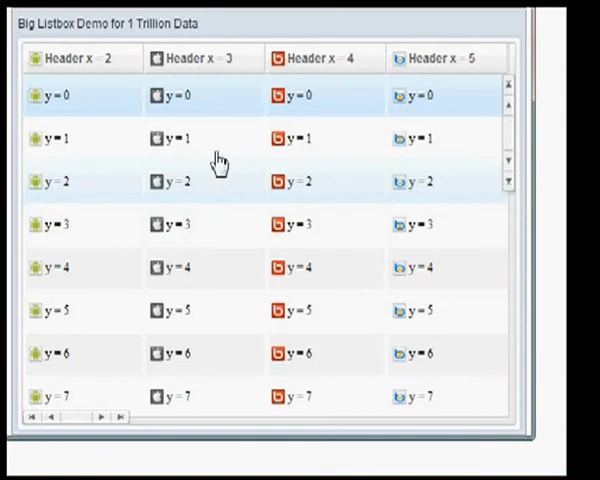 Big Listbox Demo for 1 Trillion Data
Header x = 2 Header x = 3 Header x = 4 Header x = 5
y = 0 y = 0 y = 0 y = 0
y = 1 y = 1 y = 1 y = 1
y = 2 y = 2 y = 2 y = 2
y = 3 y = 3 y = 3 y = 3
y = 4 y = 4 y = 4 y = 4
y = 5 y = 5 y = 5 y = 5
y = 6 y = 6 y = 6 y = 6
y = 7 y = 7 y = 7 y = 7